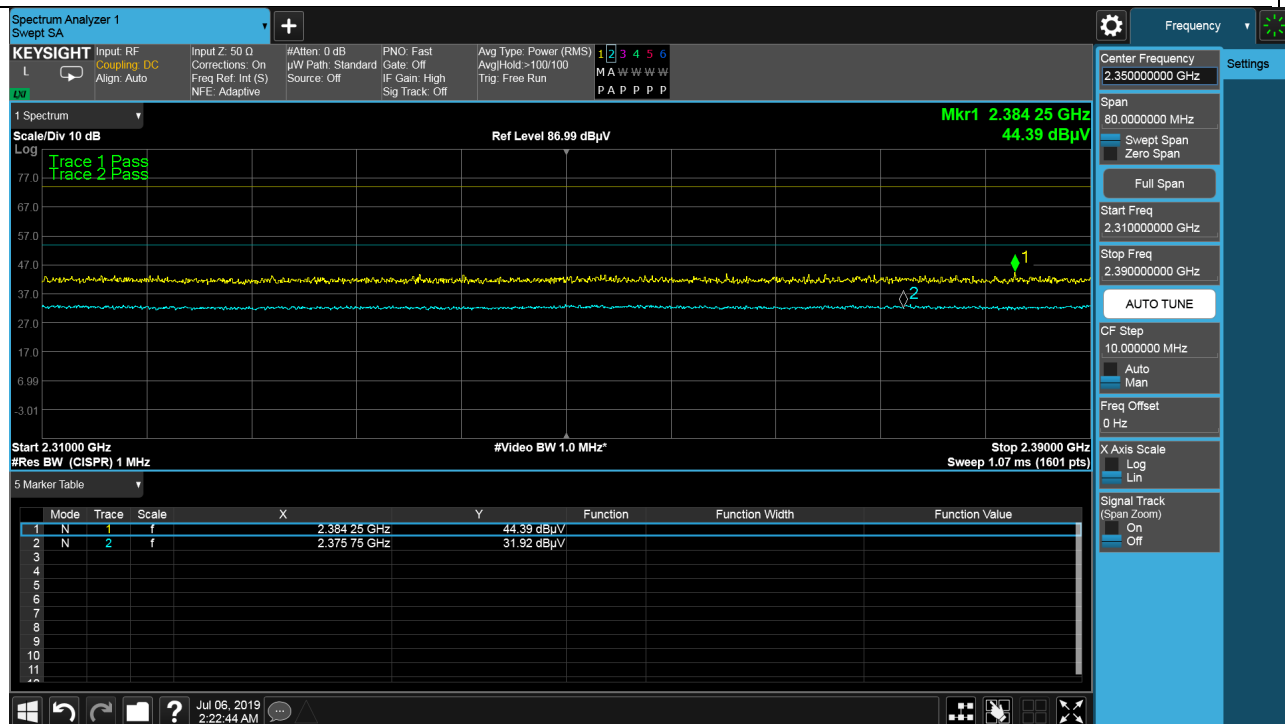 Spectrum Analyzer 1
Swept SA
Frequency
KEYSIGHT
L
LXI
Input: RF
Coupling: DC
Align: Auto
Input Z: 50 Ω
Corrections: On
Freq Ref: Int (S)
NFE: Adaptive
#Atten: 0 dB
µW Path: Standard
Source: Off
PNO: Fast
Gate: Off
IF Gain: High
Sig Track: Off
Avg Type: Power (RMS)
Avg|Hold:>100/100
Trig: Free Run
1 2 3 4 5 6
M A W W W W
P A P P P P
1 Spectrum
Scale/Div 10 dB
Log
Ref Level 86.99 dBµV
Mkr1 2.384 25 GHz
44.39 dBµV
Trace 1 Pass
Trace 2 Pass
77.0
67.0
57.0
47.0
37.0
27.0
17.0
6.99
-3.01
1
2
Start 2.31000 GHz
#Res BW (CISPR) 1 MHz
#Video BW 1.0 MHz*
Stop 2.39000 GHz
Sweep 1.07 ms (1601 pts)
5 Marker Table
Mode Trace Scale X Y Function Function Width Function Value
1 N 1 f 2.384 25 GHz 44.39 dBµV
2 N 2 f 2.375 75 GHz 31.92 dBµV
3
4
5
6
7
8
9
10
11
Jul 06, 2019
2:22:44 AM
Center Frequency
2.350000000 GHz
Span
80.0000000 MHz
Swept Span
Zero Span
Full Span
Start Freq
2.310000000 GHz
Stop Freq
2.390000000 GHz
AUTO TUNE
CF Step
10.000000 MHz
Auto
Man
Freq Offset
0 Hz
X Axis Scale
Log
Lin
Signal Track
(Span Zoom)
On
Off
Settings